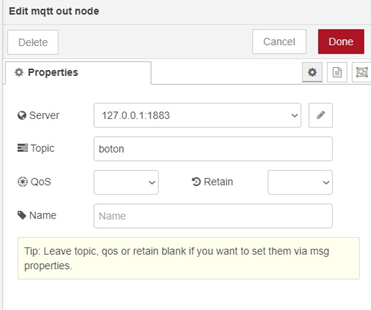 Edit mqtt out node
Delete
Cancel
Done
Properties
Server
127.0.0.1:1883
Topic
boton
QoS
Retain
Name
Name
Tip: Leave topic, qos or retain blank if you want to set them via msg
properties.